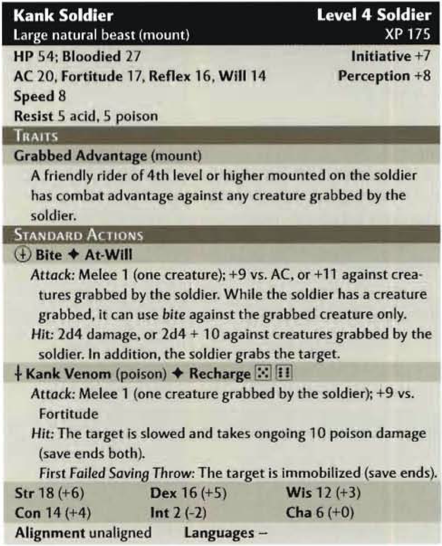 Kank Soldier Level 4 Soldier
Large natural beast (mount) XP 175
HP 54; Bloodied 27 Initiative +7
AC 20, Fortitude 17, Reflex 16, Will 14 Perception +8
Speed 8
Resist 5 acid, 5 poison
TRAITS
Grabbed Advantage (mount)
A friendly rider of 4th level or higher mounted on the soldier
has combat advantage against any creature grabbed by the
soldier.
STANDARD ACTIONS
Bite ✦ At-Will
Attack: Melee 1 (one creature); +9 vs. AC, or +11 against crea-
tures grabbed by the soldier. While the soldier has a creature
grabbed, it can use bite against the grabbed creature only.
Hit: 2d4 damage, or 2d4 + 10 against creatures grabbed by the
soldier. In addition, the soldier grabs the target.
Kank Venom (poison) ✦ Recharge ⚄ ⚅
Attack: Melee 1 (one creature grabbed by the soldier); +9 vs.
Fortitude
Hit: The target is slowed and takes ongoing 10 poison damage
(save ends both).
First Failed Saving Throw: The target is immobilized (save ends).
Str 18 (+6) Dex 16 (+5) Wis 12 (+3)
Con 14 (+4) Int 2 (-2) Cha 6 (+0)
Alignment unaligned Languages –